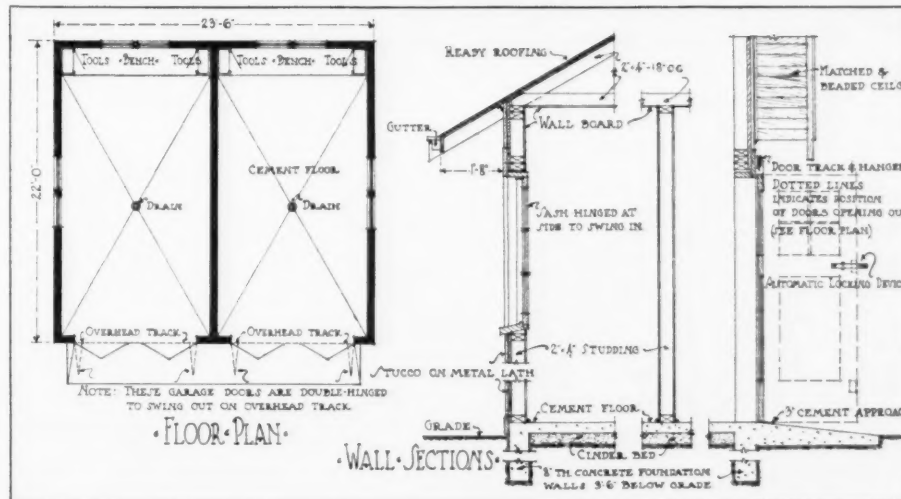 23'-6"
TOOLS - BENCH - TOOLS
TOOLS - BENCH - TOOLS
22'-0"
CEMENT FLOOR
DRAIN
DRAIN
OVERHEAD TRACK
OVERHEAD TRACK
NOTE: THESE GARAGE DOORS ARE DOUBLE-HINGED
TO SWING OUT ON OVERHEAD TRACK
·FLOOR·PLAN·
READY ROOFING
2"×4"-18"OG
GUTTER
WALL BOARD
1'-8"
SASH HINGED AT
SIDE TO SWING IN.
2"×4" STUDDING
STUCCO ON METAL LATH
CEMENT FLOOR
GRADE
CINDER BED
8" TH. CONCRETE FOUNDATION
WALLS 3'-6" BELOW GRADE
·WALL·SECTIONS·
MATCHED &
BEADED CEILG
DOOR TRACK & HANGER
DOTTED LINES
INDICATES POSITION
OF DOORS OPENING OU
(SEE FLOOR PLAN)
AUTOMATIC LOCKING DEVIC
3" CEMENT APPROA